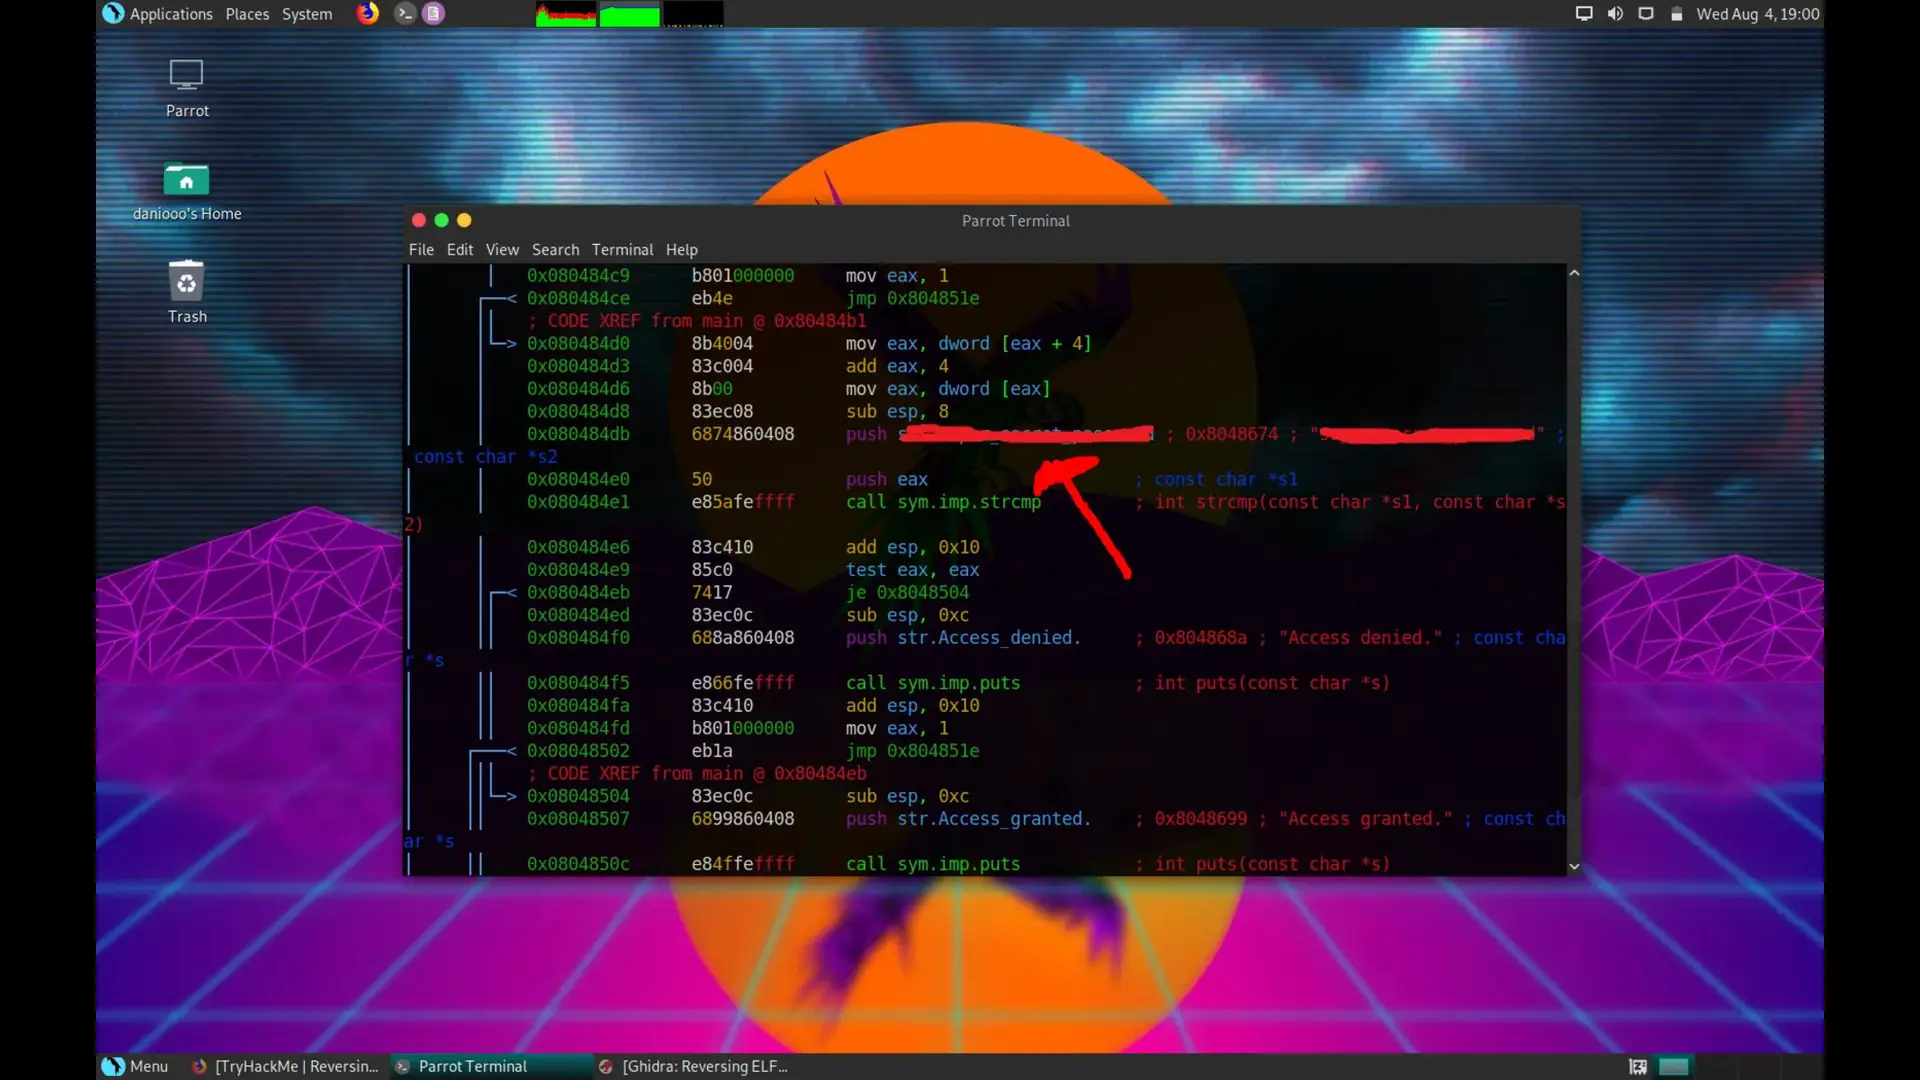 Applications Places System
Wed Aug 4, 19:00
Parrot
daniooo's Home
Trash
Parrot Terminal
File Edit View Search Terminal Help
0x080484c9 b801000000 mov eax, 1
< 0x080484ce eb4e jmp 0x804851e
; CODE XREF from main @ 0x80484b1
> 0x080484d0 8b4004 mov eax, dword [eax + 4]
0x080484d3 83c004 add eax, 4
0x080484d6 8b00 mov eax, dword [eax]
0x080484d8 83ec08 sub esp, 8
0x080484db 6874860408 push ; 0x8048674 ; " " ;
const char *s2
0x080484e0 50 push eax ; const char *s1
0x080484e1 e85afeffff call sym.imp.strcmp ; int strcmp(const char *s1, const char *s
2)
0x080484e6 83c410 add esp, 0x10
0x080484e9 85c0 test eax, eax
< 0x080484eb 7417 je 0x8048504
0x080484ed 83ec0c sub esp, 0xc
0x080484f0 688a860408 push str.Access_denied. ; 0x804868a ; "Access denied." ; const cha
r *s
0x080484f5 e866feffff call sym.imp.puts ; int puts(const char *s)
0x080484fa 83c410 add esp, 0x10
0x080484fd b801000000 mov eax, 1
< 0x08048502 eb1a jmp 0x804851e
; CODE XREF from main @ 0x80484eb
> 0x08048504 83ec0c sub esp, 0xc
0x08048507 6899860408 push str.Access_granted. ; 0x8048699 ; "Access granted." ; const ch
ar *s
0x0804850c e84ffeffff call sym.imp.puts ; int puts(const char *s)
Menu [TryHackMe | Reversin... Parrot Terminal [Ghidra: Reversing ELF...